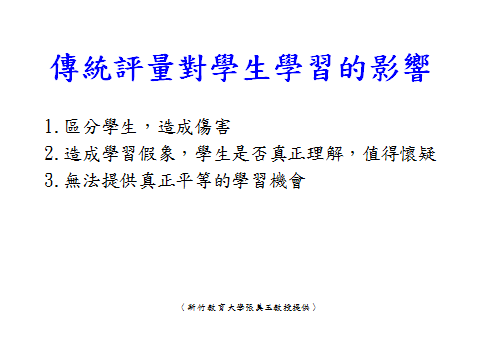 傳統評量對學生學習的影響
1.區分學生，造成傷害
2.造成學習假象，學生是否真正理解，值得懷疑
3.無法提供真正平等的學習機會
（新竹教育大學張美玉教授提供）